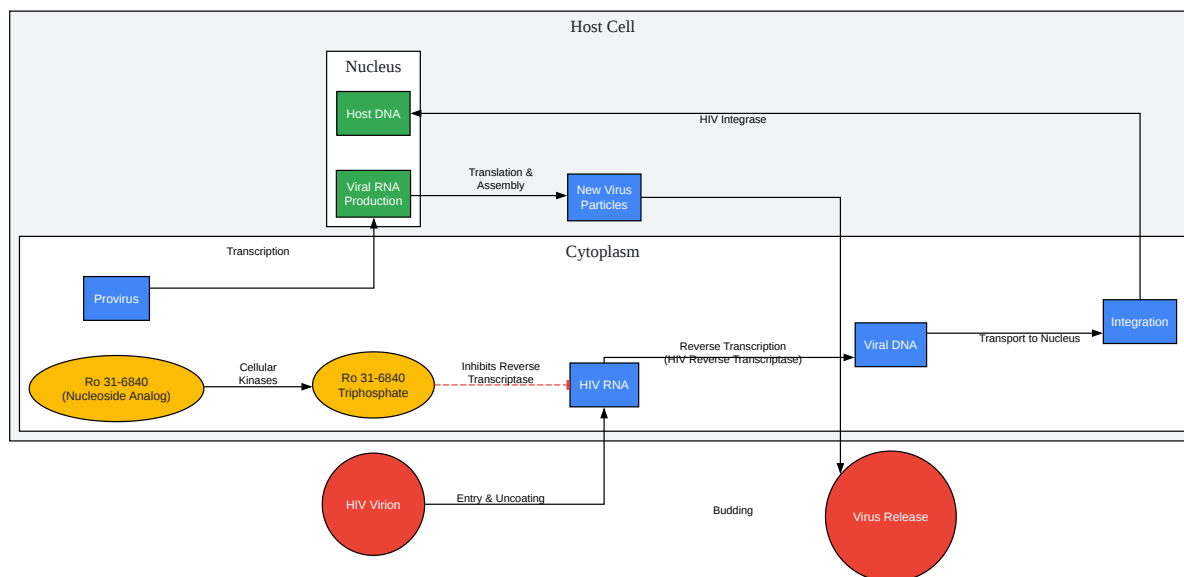 Host Cell
Nucleus
Host DNA
HIV Integrase
Viral RNA
Production
Translation &
Assembly
New Virus
Particles
Transcription
Cytoplasm
Provirus
Integration
Viral DNA
Transport to Nucleus
Reverse Transcription
(HIV Reverse Transcriptase)
Ro 31-6840
(Nucleoside Analog)
Cellular
Kinases
Ro 31-6840
Triphosphate
Inhibits Reverse
Transcriptase
HIV RNA
HIV Virion
Entry & Uncoating
Budding
Virus Release